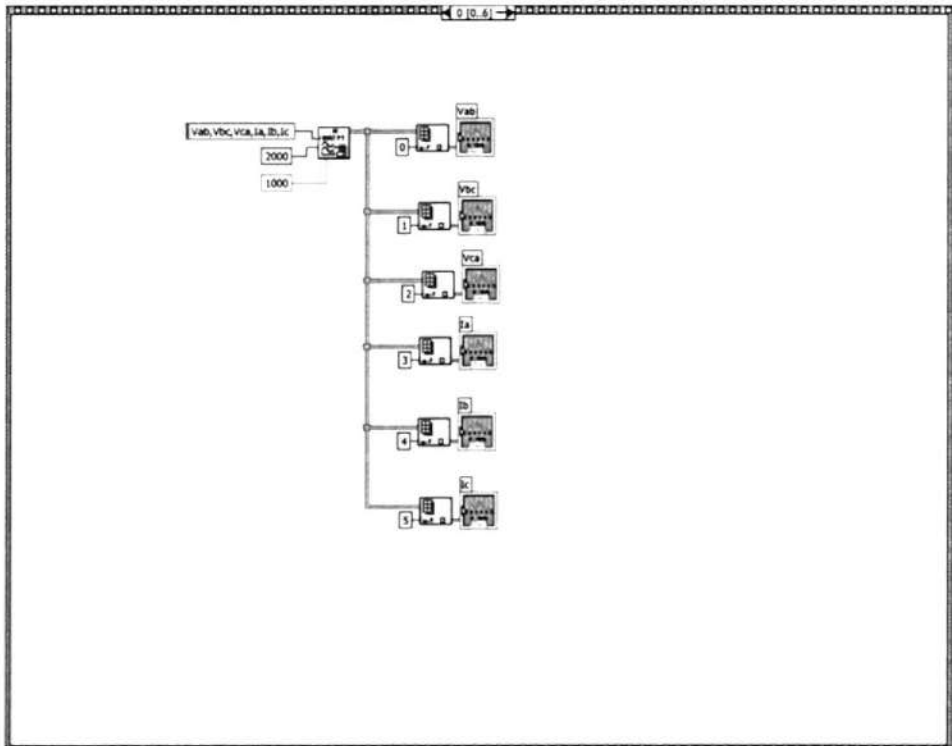 0 [0..6]
Vab
Vab,Vbc,Vca,Ia,Ib,Ic
0
2000
1000
Vbc
1
Vca
2
Ia
3
Ib
4
Ic
5